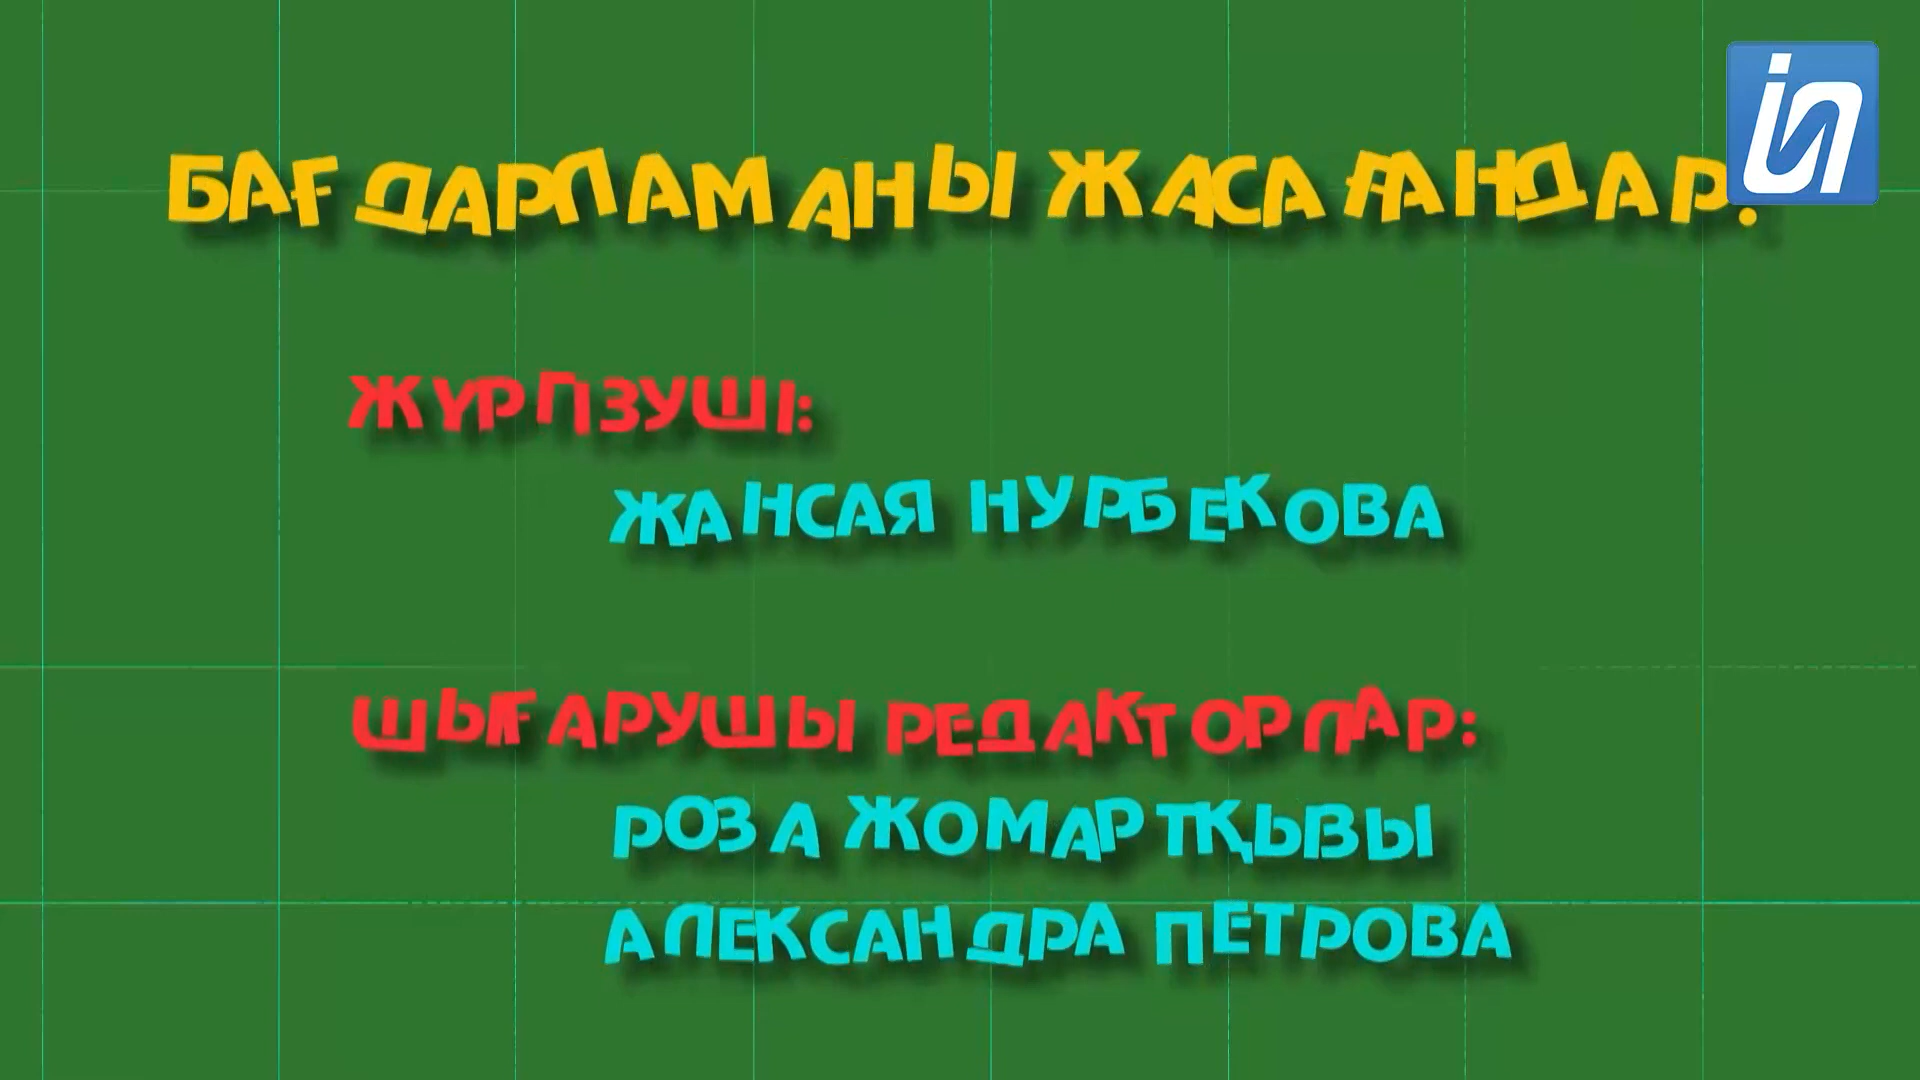 БАҒДАРЛАМАНЫ ЖАСАҒАНДАР:
ЖҮРГІЗУШІ:
ЖАНСАЯ НУРБЕКОВА
ШЫҒАРУШЫ РЕДАКТОРЛАР:
РОЗА ЖОМАРТҚЫЗЫ
АЛЕКСАНДРА ПЕТРОВА